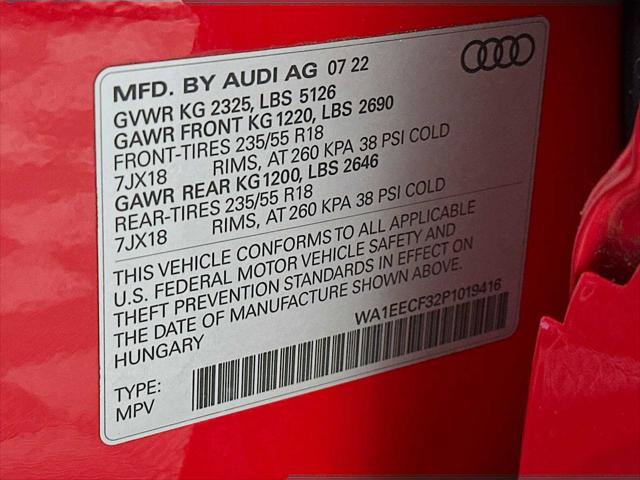 MFD. BY AUDI AG 07 22
GVWR KG 2325, LBS 5126
GAWR FRONT KG 1220, LBS 2690
FRONT-TIRES 235/55 R18
7JX18 RIMS, AT 260 KPA 38 PSI COLD
GAWR REAR KG 1200, LBS 2646
REAR-TIRES 235/55 R18
7JX18 RIMS, AT 260 KPA 38 PSI COLD
THIS VEHICLE CONFORMS TO ALL APPLICABLE
U.S. FEDERAL MOTOR VEHICLE SAFETY AND
THEFT PREVENTION STANDARDS IN EFFECT ON
THE DATE OF MANUFACTURE SHOWN ABOVE.
HUNGARY WA1EECF32P1019416
TYPE:
MPV